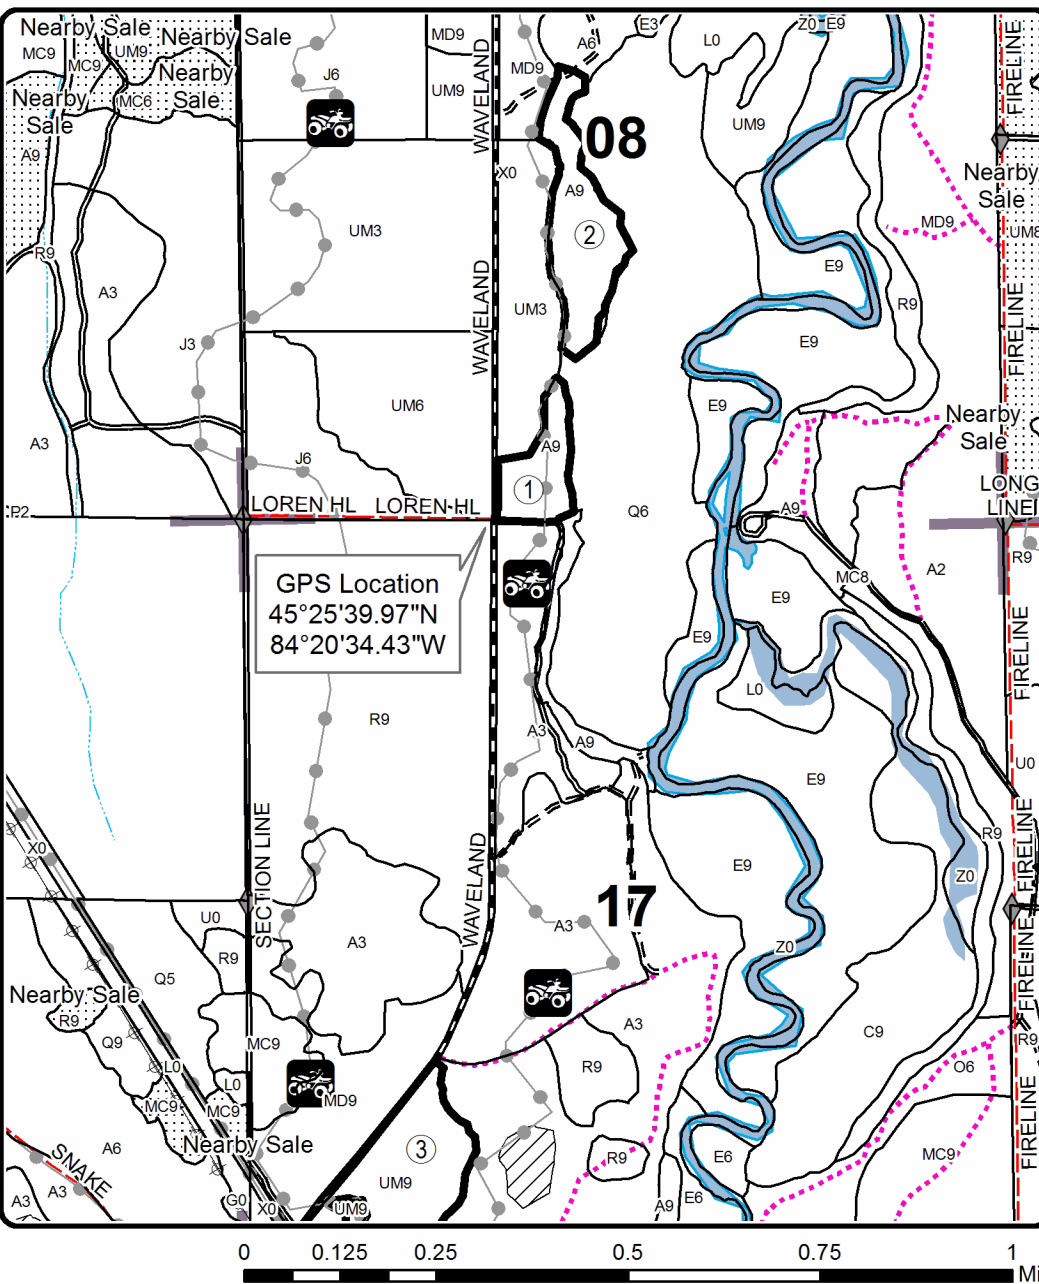 Nearby Sale
Nearby Sale
MC9
UM9
MC9
Nearby
Sale
MC6
Nearby
Sale
A9
J6
MD9
UM9
WAVELAND
MD9
A6
E3
L0
Z0
E9
FIRELINE
08
UM9
X0
A9
Nearby
Sale
MD9
UM8
R9
A3
UM3
2
E9
R9
WAVELAND
UM3
J3
E9
FIRELINE
UM6
E9
Nearby
Sale
A3
J6
A9
1
P2
LOREN HL
LOREN HL
Q6
A9
LONG
LINE
GPS Location
45°25'39.97"N
84°20'34.43"W
R9
A2
MC8
E9
E9
FIRELINE
L0
R9
A3
A9
E9
U0
X0
SECTION LINE
WAVELAND
E9
R9
FIRELINE
Z0
17
U0
A3
A3
R9
Z0
FIRELINE
Q5
Nearby Sale
R9
Q9
MC9
A3
C9
R9
L0
L0
R9
O6
MC9
MC9
MD9
FIRELINE
Nearby Sale
A6
SNAKE
3
R9
E6
MC9
A3
A3
UM9
G0
X0
UM9
A9
E6
0
0.125
0.25
0.5
0.75
1
Mi